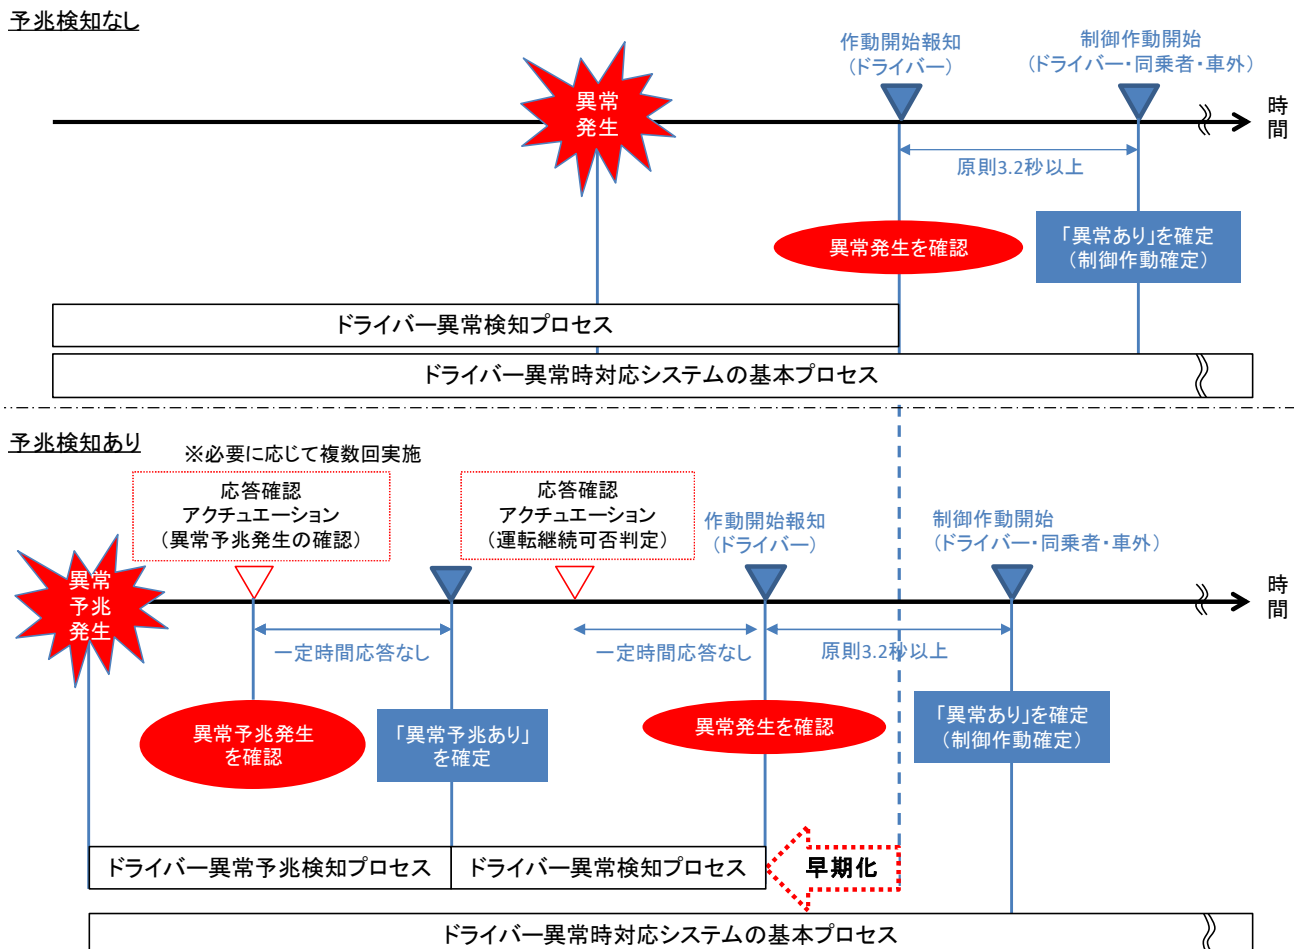 予兆検知なし
作動開始報知
(ドライバー)
制御作動開始
(ドライバー・同乗者・車外)
異常
発生
時
間
原則3.2秒以上
異常発生を確認
「異常あり」を確定
(制御作動確定)
ドライバー異常検知プロセス
ドライバー異常時対応システムの基本プロセス
予兆検知あり
※必要に応じて複数回実施
応答確認
アクチュエーション
(異常予兆発生の確認)
応答確認
アクチュエーション
(運転継続可否判定)
作動開始報知
(ドライバー)
制御作動開始
(ドライバー・同乗者・車外)
異常
予兆
発生
時
間
一定時間応答なし
一定時間応答なし
原則3.2秒以上
異常予兆発生
を確認
「異常予兆あり」
を確定
異常発生を確認
「異常あり」を確定
(制御作動確定)
ドライバー異常予兆検知プロセス
ドライバー異常検知プロセス
早期化
ドライバー異常時対応システムの基本プロセス